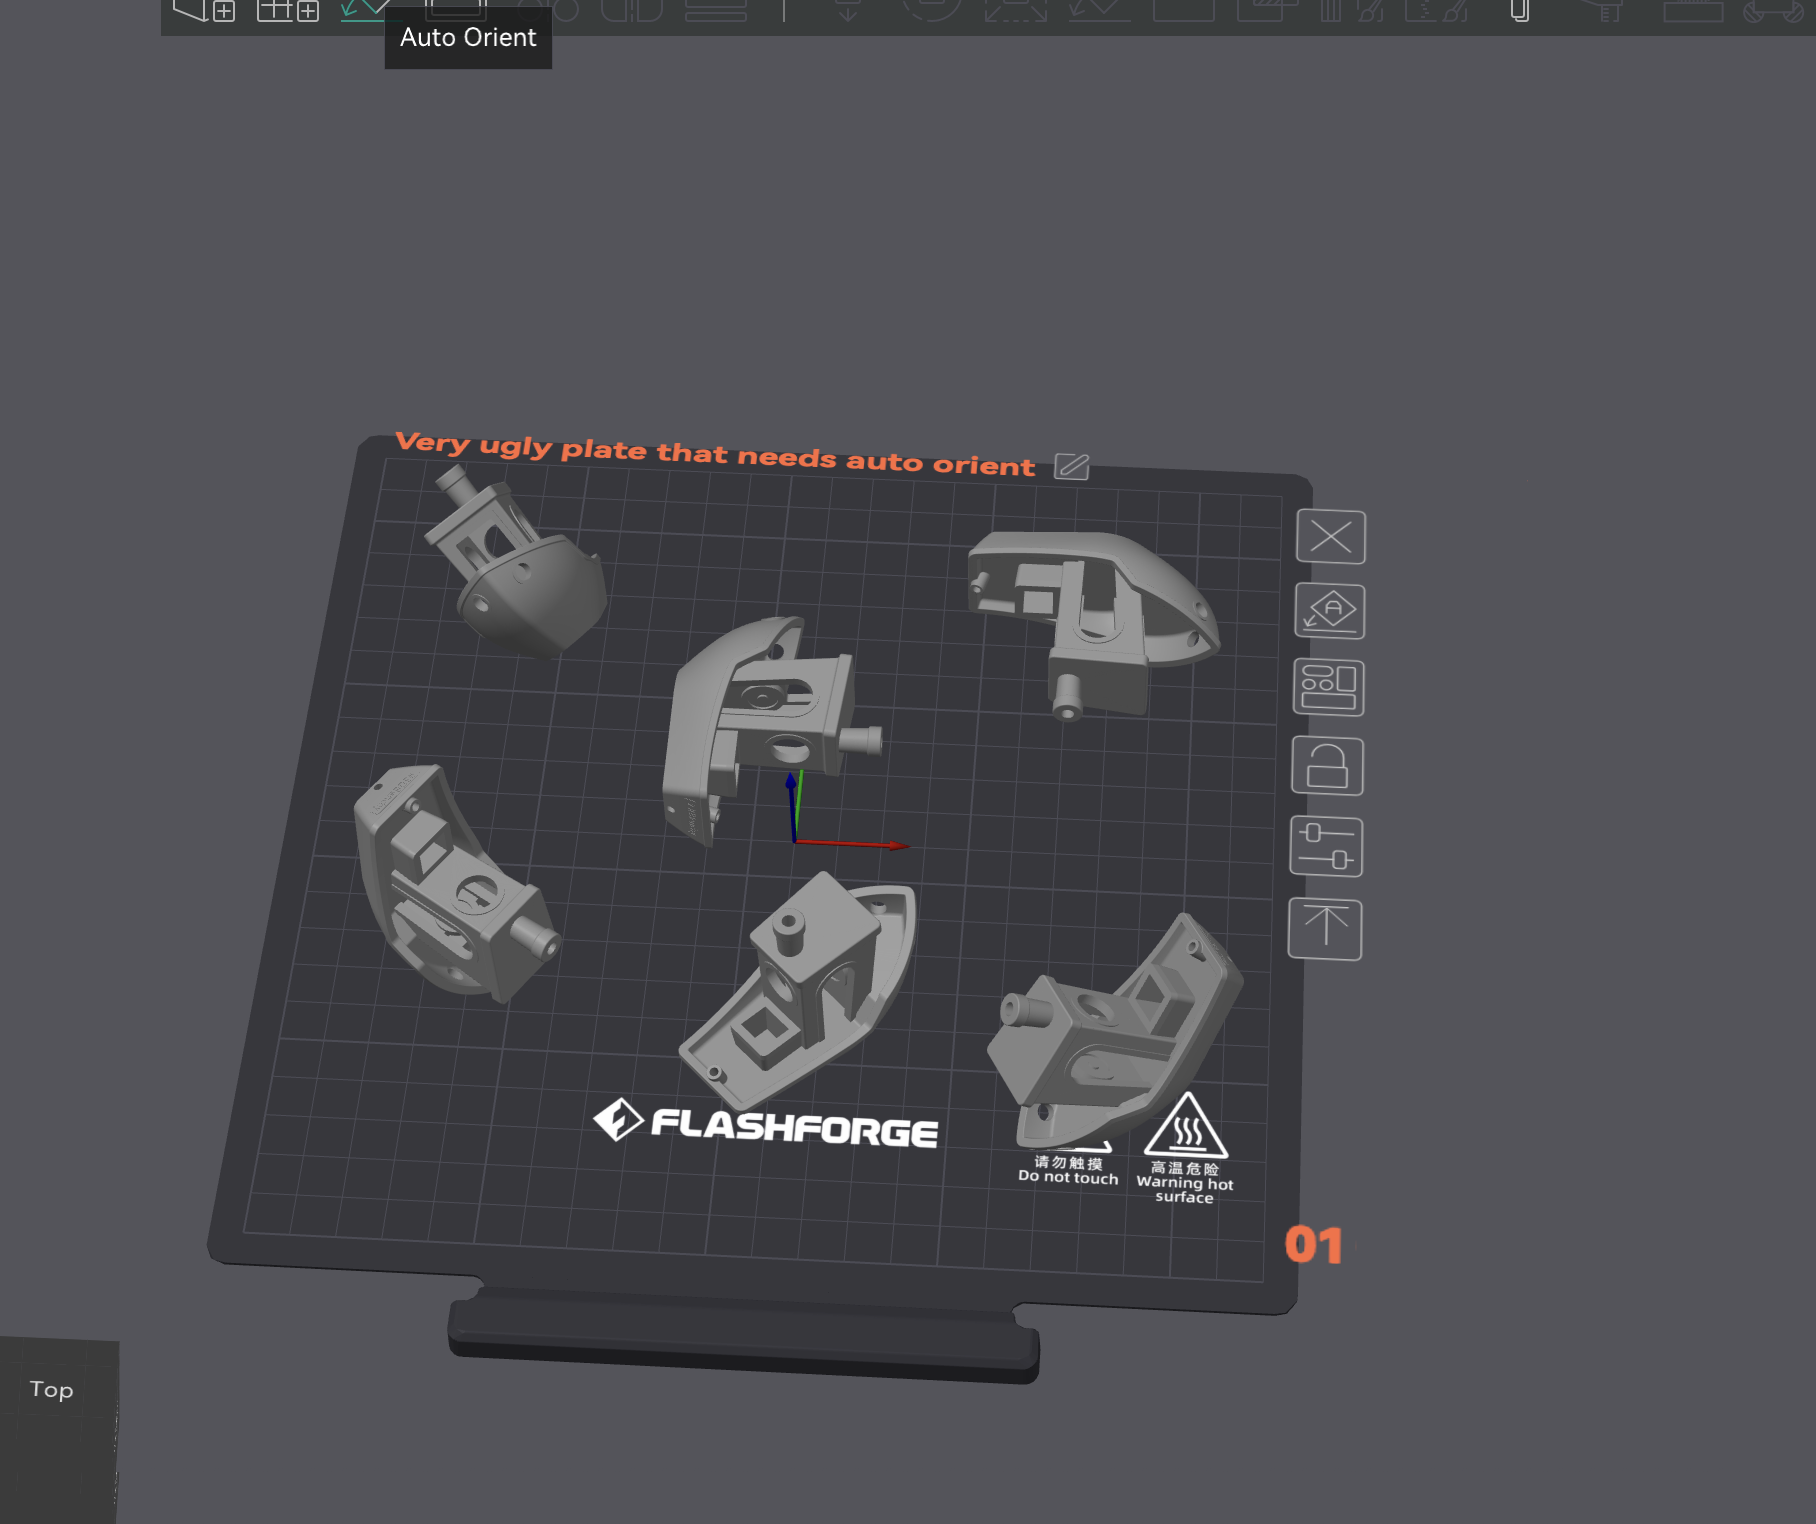 Auto Orient
Very ugly plate that needs auto orient
FLASHFORGE
请勿触摸
Do not touch
高温危险
Warning hot
surface
01
Top